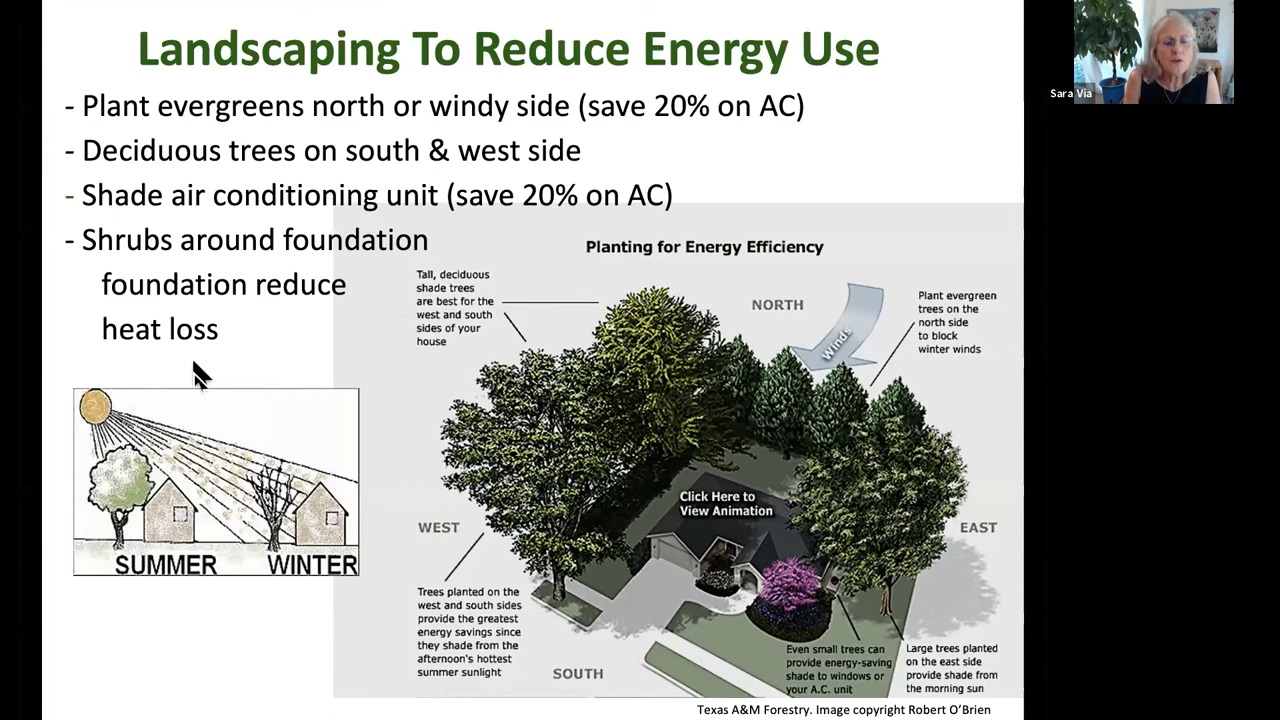 Landscaping To Reduce Energy Use
- Plant evergreens north or windy side (save 20% on AC)
- Deciduous trees on south & west side
- Shade air conditioning unit (save 20% on AC)
- Shrubs around foundation
foundation reduce
heat loss
SUMMER
WINTER
Planting for Energy Efficiency
Tall, deciduous
shade trees
are best for the
west and south
sides of your
house
NORTH
Winds
Plant evergreen
trees on the
north side
to block
winter winds
Click Here to
View Animation
WEST
EAST
Trees planted on the
west and south sides
provide the greatest
energy savings since
they shade from the
afternoon's hottest
summer sunlight
SOUTH
Even small trees can
provide energy-saving
shade to windows or
your A.C. unit
Large trees planted
on the east side
provide shade from
the morning sun
Texas A&M Forestry. Image copyright Robert O'Brien
Sara Via